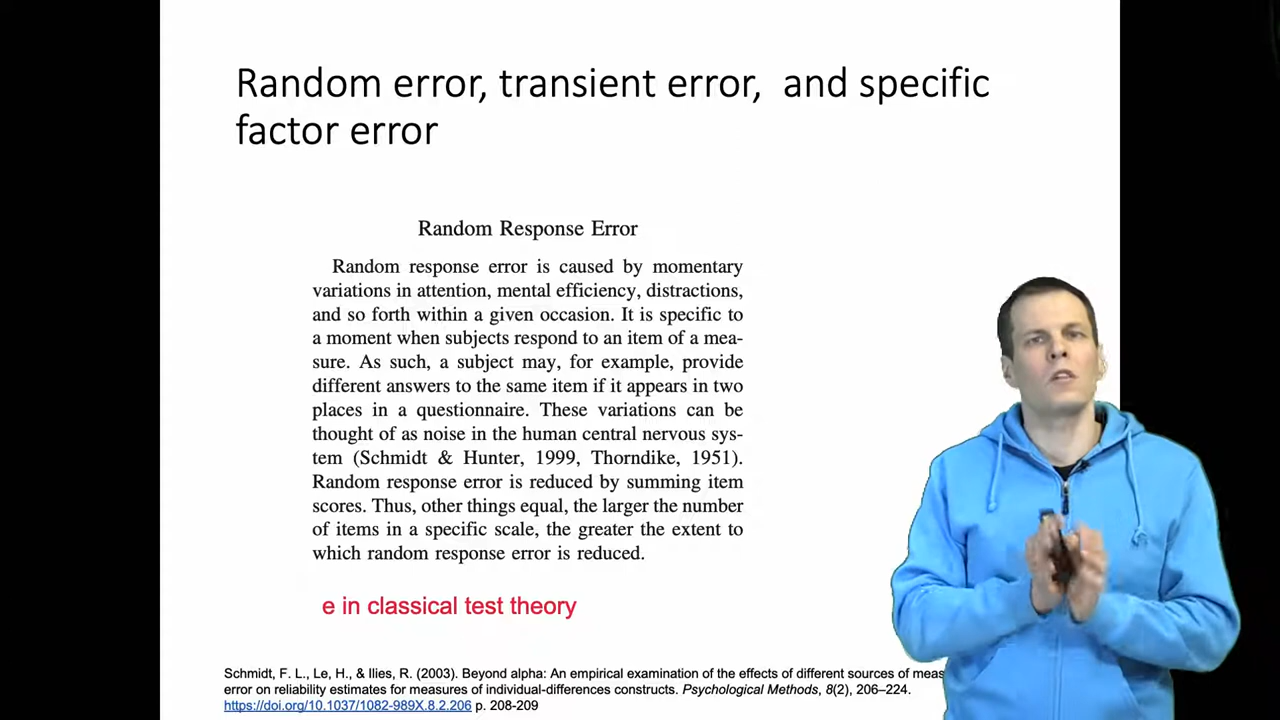 Random error, transient error,  and specific
factor error
Random Response Error
Random response error is caused by momentary
variations in attention, mental efficiency, distractions,
and so forth within a given occasion. It is specific to
a moment when subjects respond to an item of a mea-
sure. As such, a subject may, for example, provide
different answers to the same item if it appears in two
places in a questionnaire. These variations can be
thought of as noise in the human central nervous sys-
tem (Schmidt & Hunter, 1999, Thorndike, 1951).
Random response error is reduced by summing item
scores. Thus, other things equal, the larger the number
of items in a specific scale, the greater the extent to
which random response error is reduced.
e in classical test theory
Schmidt, F. L., Le, H., & Ilies, R. (2003). Beyond alpha: An empirical examination of the effects of different sources of
error on reliability estimates for measures of individual-differences constructs. Psychological Methods, 8(2), 206–224.
https://doi.org/10.1037/1082-989X.8.2.206 p. 208-209